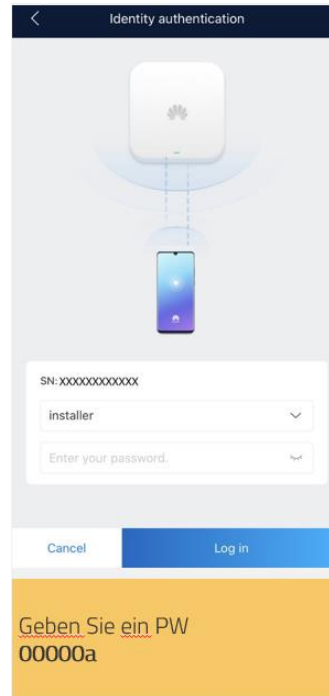 Identity authentication
SN: XXXXXXXXXXXX
installer
Enter your password.
Cancel Log in
Geben Sie ein PW
00000a